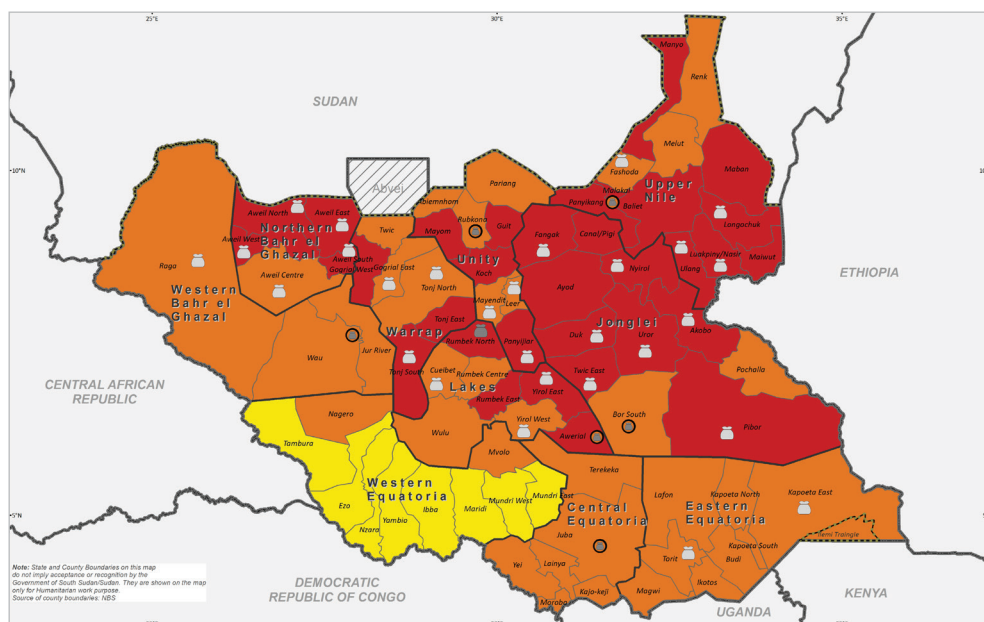 25°E
30°E
35°E
SUDAN
Manyo
Renk
Melut
10°N
Fashoda
Maban
Abyei
Pariang
Malakal
Upper
Nile
Abiemnhom
Panyikang
Baliet
Aweil North
Aweil East
Twic
Rubkona
Longochuk
Northern
Bahr el
Ghazal
Mayom
Guit
Fangak
Canal/Pigi
Aweil West
Unity
Luakpiny/Nasir
Maiwut
Raga
Aweil South
Gogrial West
Gogrial East
Koch
Nyirol
Ulang
ETHIOPIA
Aweil Centre
Tonj North
Western
Bahr el
Ghazal
Mayendit
Leer
Ayod
Tonj East
Jonglei
Akobo
Warrap
Rumbek North
Panyijiar
Duk
Uror
Wau
Jur River
Tonj South
Cueibet
Rumbek Centre
Twic East
Pochalla
CENTRAL AFRICAN
REPUBLIC
Lakes
Yirol East
Rumbek East
Nagero
Yirol West
Bor South
Tambura
Wulu
Awerial
Pibor
Mvolo
Terekeka
Western
Equatoria
Lafon
Kapoeta North
Kapoeta East
Mundri East
Mundri West
Ezo
Ibba
Maridi
Central
Equatoria
Eastern
Equatoria
5°N
Yambio
Nzara
Juba
Ilemi Traingle
Kapoeta South
Yei
Lainya
Torit
Budi
Note: State and County Boundaries on this map
do not imply acceptance or recognition by the
Government of South Sudan/Sudan. They are shown on the map
only for Humanitarian work purpose.
Source of county boundaries: NBS
DEMOCRATIC
REPUBLIC OF CONGO
Morobo
Kajo-keji
Magwi
Ikotos
UGANDA
KENYA